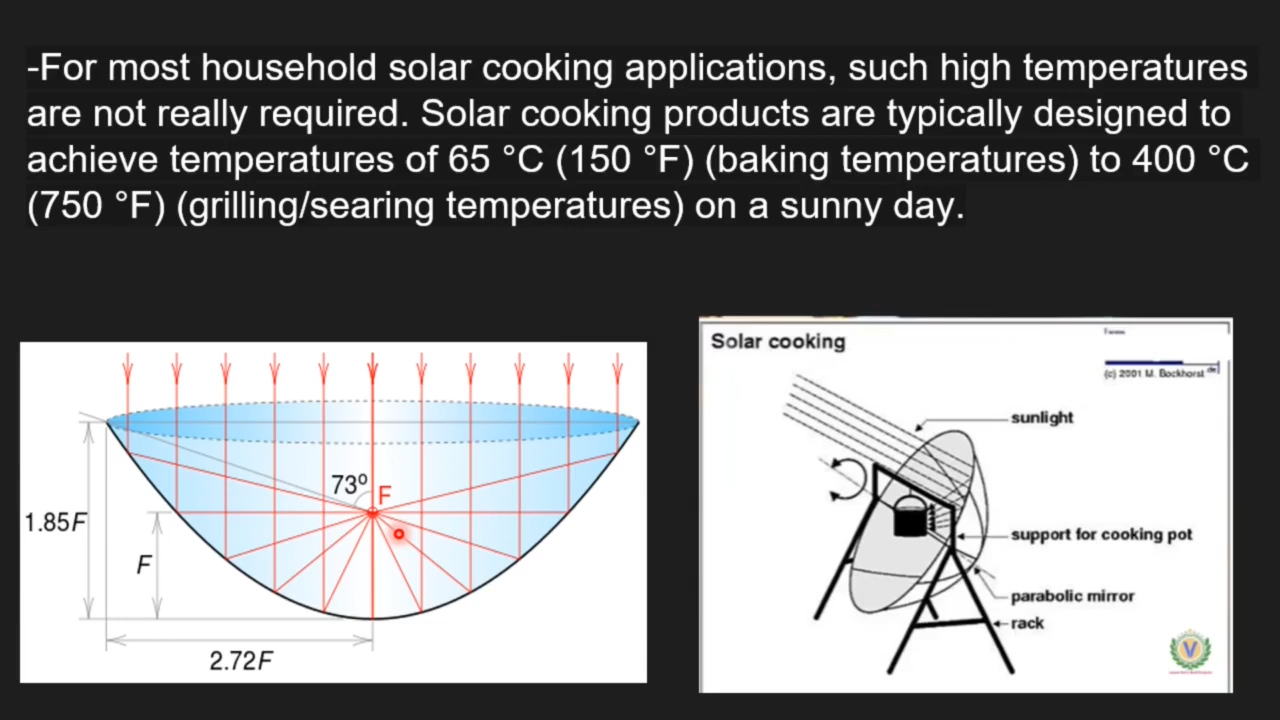 -For most household solar cooking applications, such high temperatures
are not really required. Solar cooking products are typically designed to
achieve temperatures of 65 °C (150 °F) (baking temperatures) to 400 °C
(750 °F) (grilling/searing temperatures) on a sunny day.
73º
F
1.85F
F
2.72F
Solar cooking
(c) 2001 M. Bockhorst
sunlight
support for cooking pot
parabolic mirror
rack
V